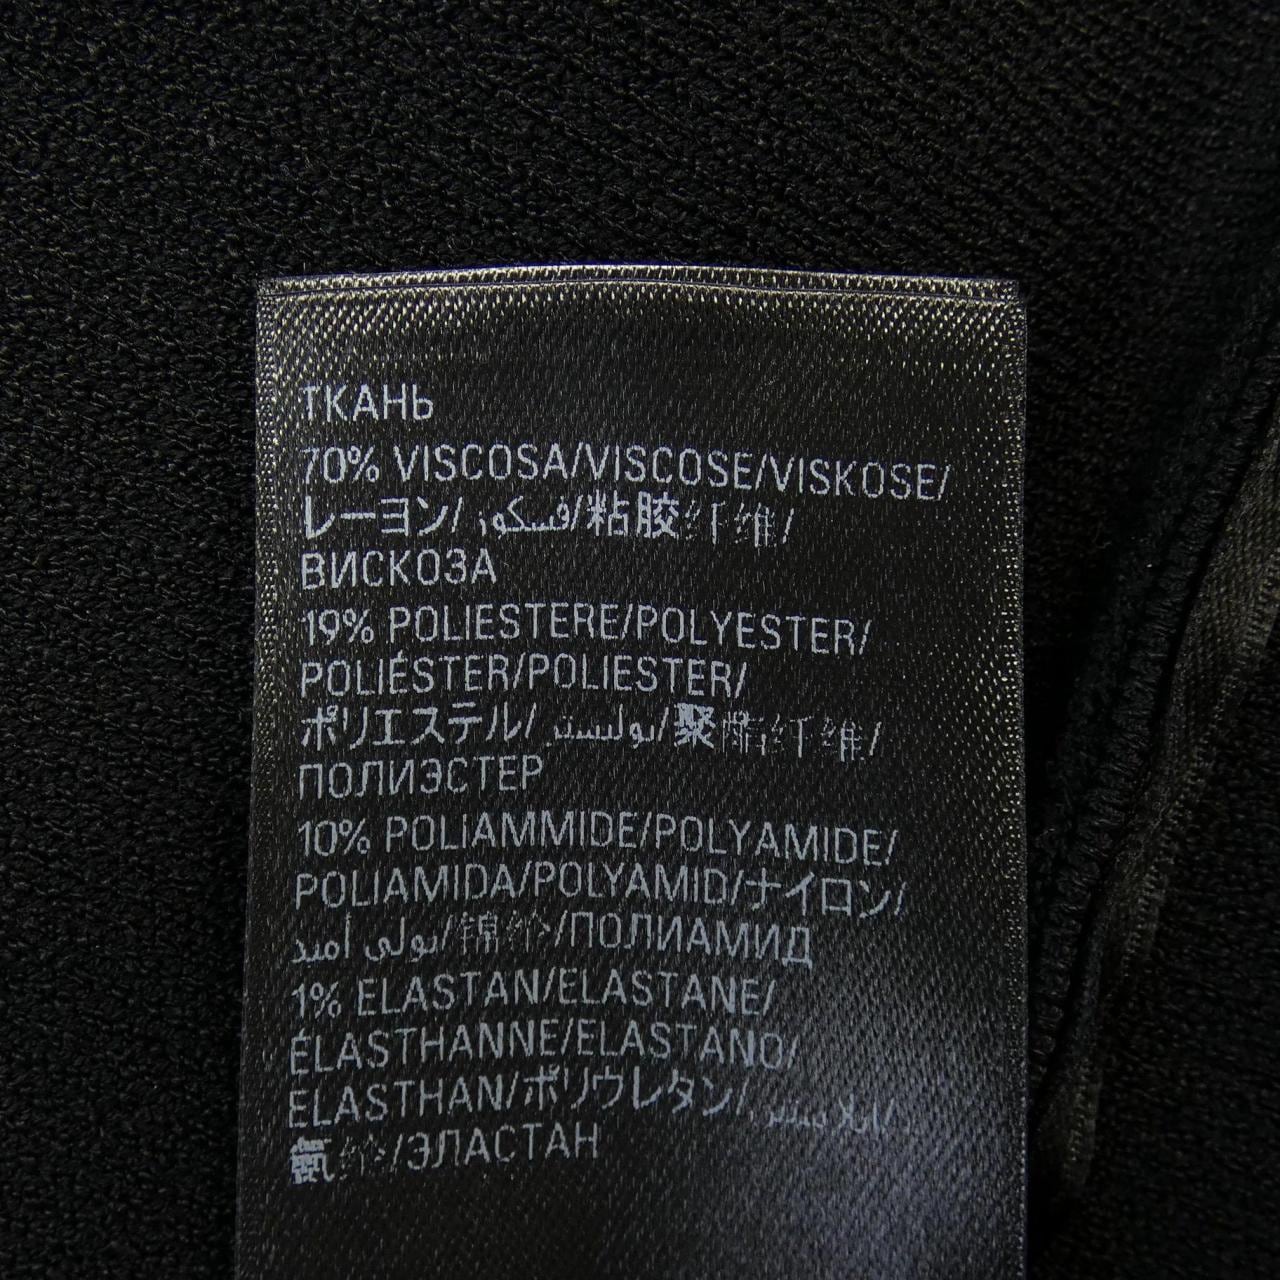 ТКАНЬ
70% VISCOSA/VISCOSE/VISKOSE/
レーヨン/فسكوز/粘胶纤维/
ВИСКОЗА
19% POLIESTERE/POLYESTER/
POLIÉSTER/POLIESTER/
ポリエステル/بوليستر/聚酯纤维/
ПОЛИЭСТЕР
10% POLIAMMIDE/POLYAMIDE/
POLIAMIDA/POLYAMID/ナイロン/
بولي أميد/锦纶/ПОЛИАМИД
1% ELASTAN/ELASTANE/
ÉLASTHANNE/ELASTANO/
ELASTHAN/ポリウレタン/
氨纶/ЭЛАСТАН